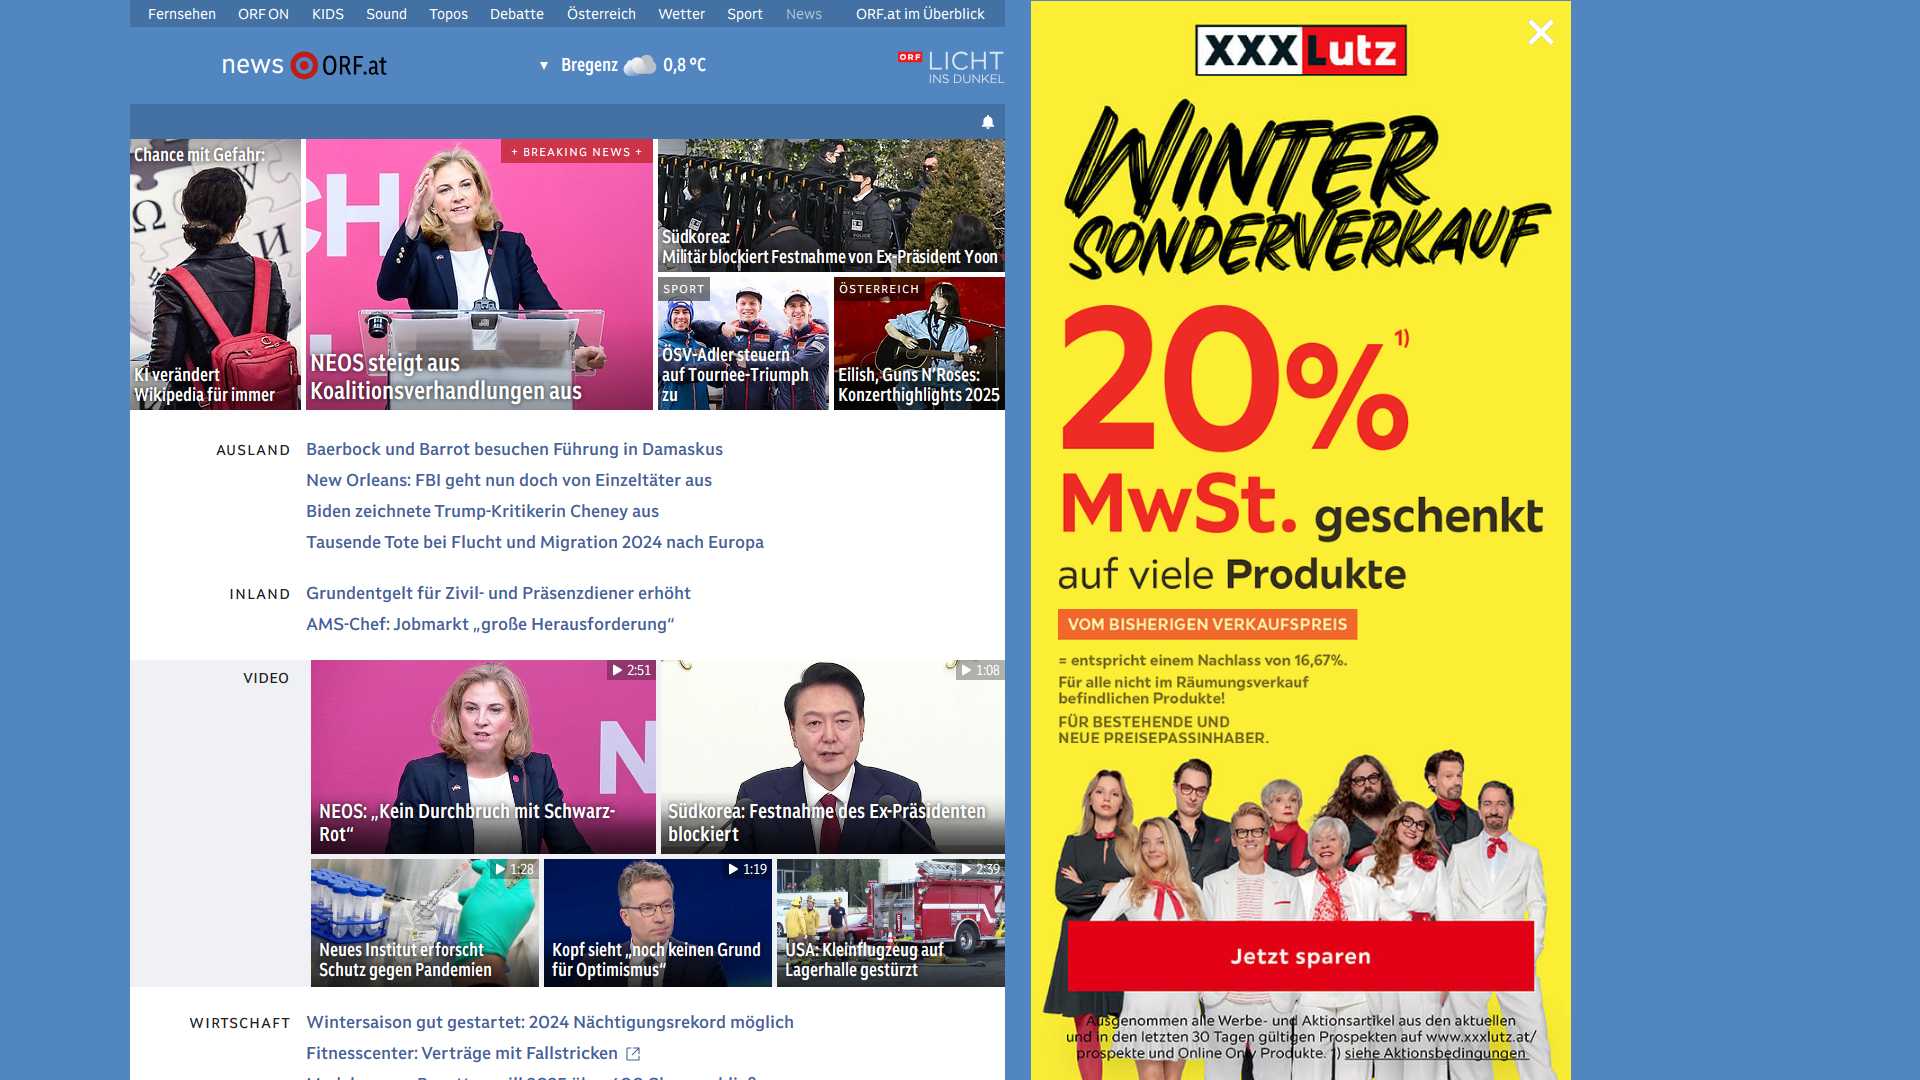 Fernsehen ORF ON KIDS Sound Topos Debatte Österreich Wetter Sport News ORF.at im Überblick
news ORF.at
▼ Bregenz 0,8 °C
ORF LICHT
INS DUNKEL
Chance mit Gefahr:
KI verändert
Wikipedia für immer
+ BREAKING NEWS +
NEOS steigt aus
Koalitionsverhandlungen aus
Südkorea:
Militär blockiert Festnahme von Ex-Präsident Yoon
SPORT
ÖSV-Adler steuern
auf Tournee-Triumph
zu
ÖSTERREICH
Eilish, Guns N’Roses:
Konzerthighlights 2025
AUSLAND
Baerbock und Barrot besuchen Führung in Damaskus
New Orleans: FBI geht nun doch von Einzeltäter aus
Biden zeichnete Trump-Kritikerin Cheney aus
Tausende Tote bei Flucht und Migration 2024 nach Europa
INLAND
Grundentgelt für Zivil- und Präsenzdiener erhöht
AMS-Chef: Jobmarkt „große Herausforderung“
VIDEO
2:51
NEOS: „Kein Durchbruch mit Schwarz-
Rot“
1:08
Südkorea: Festnahme des Ex-Präsidenten
blockiert
1:28
Neues Institut erforscht
Schutz gegen Pandemien
1:19
Kopf sieht „noch keinen Grund
für Optimismus“
2:39
USA: Kleinflugzeug auf
Lagerhalle gestürzt
WIRTSCHAFT
Wintersaison gut gestartet: 2024 Nächtigungsrekord möglich
Fitnesscenter: Verträge mit Fallstricken
XXXLutz
WINTER
SONDERVERKAUF
20% 1)
MwSt. geschenkt
auf viele Produkte
VOM BISHERIGEN VERKAUFSPREIS
= entspricht einem Nachlass von 16,67%.
Für alle nicht im Räumungsverkauf
befindlichen Produkte!
FÜR BESTEHENDE UND
NEUE PREISEPASSINHABER.
Jetzt sparen
Ausgenommen alle Werbe- und Aktionsartikel aus den aktuellen
und in den letzten 30 Tagen gültigen Prospekten auf www.xxxlutz.at/
prospekte und Online Only Produkte. 1) siehe Aktionsbedingungen